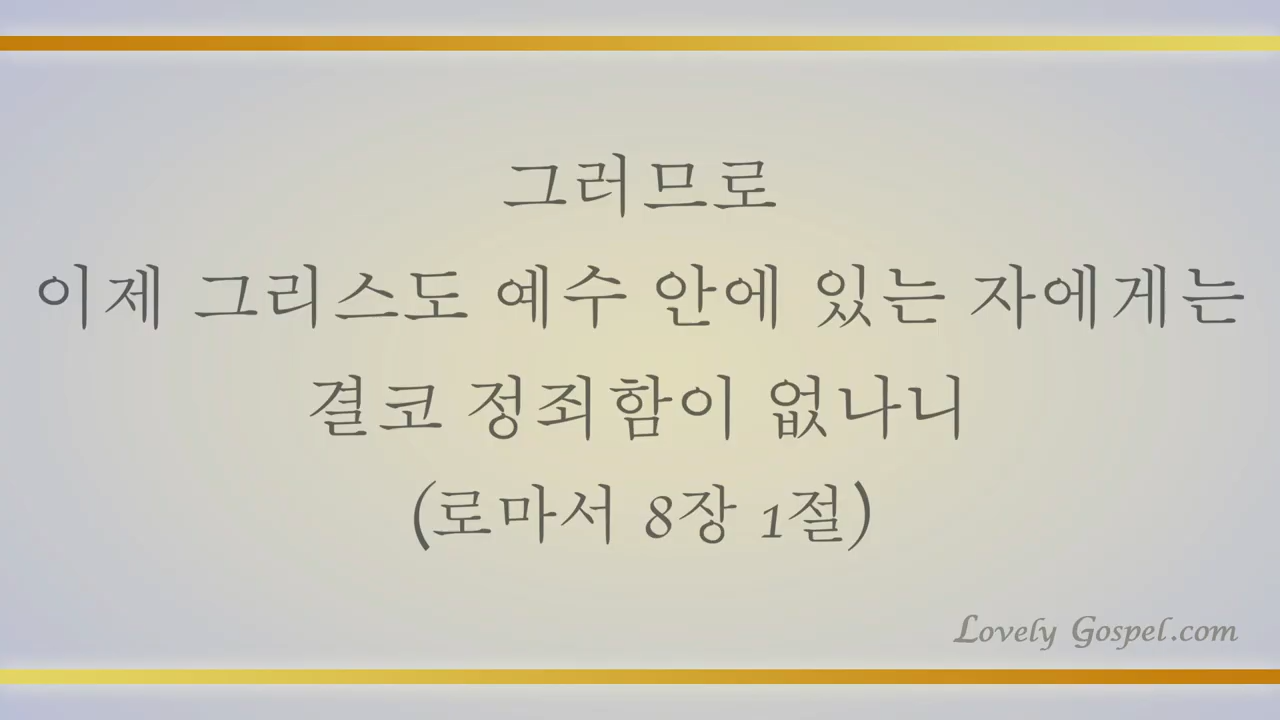 그러므로
이제 그리스도 예수 안에 있는 자에게는
결코 정죄함이 없나니
(로마서 8장 1절)
Lovely Gospel.com